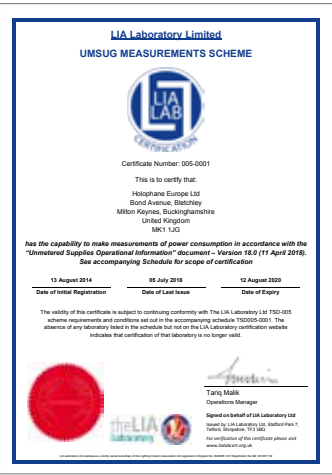 LIA Laboratory Limited
UMSUG MEASUREMENTS SCHEME
LIA
LAB
CERTIFICATION
Certificate Number: 005-0001
This is to certify that:
Holophane Europe Ltd
Bond Avenue, Bletchley
Milton Keynes, Buckinghamshire
United Kingdom
MK1 1JG
has the capability to make measurements of power consumption in accordance with the
"Unmetered Supplies Operational Information" document – Version 18.0 (11 April 2018).
See accompanying Schedule for scope of certification
13 August 2014 05 July 2018 12 August 2020
Date of Initial Registration Date of Last Issue Date of Expiry
The validity of this certificate is subject to continuing conformity with The LIA Laboratory Ltd TSD-005
scheme requirements and conditions set out in the accompanying schedule TSD005-0001. The
absence of any laboratory listed in the schedule but not on the LIA Laboratory certification website
indicates that certification of that laboratory is no longer valid.
Tariq Malik
Operations Manager
Signed on behalf of LIA Laboratory Ltd
Issued by: LIA Laboratory Ltd, Stafford Park 7,
Telford, Shropshire, TF3 3BQ
For verification of this certificate please visit
www.lialabcert.org.uk
the LIA
Laboratory